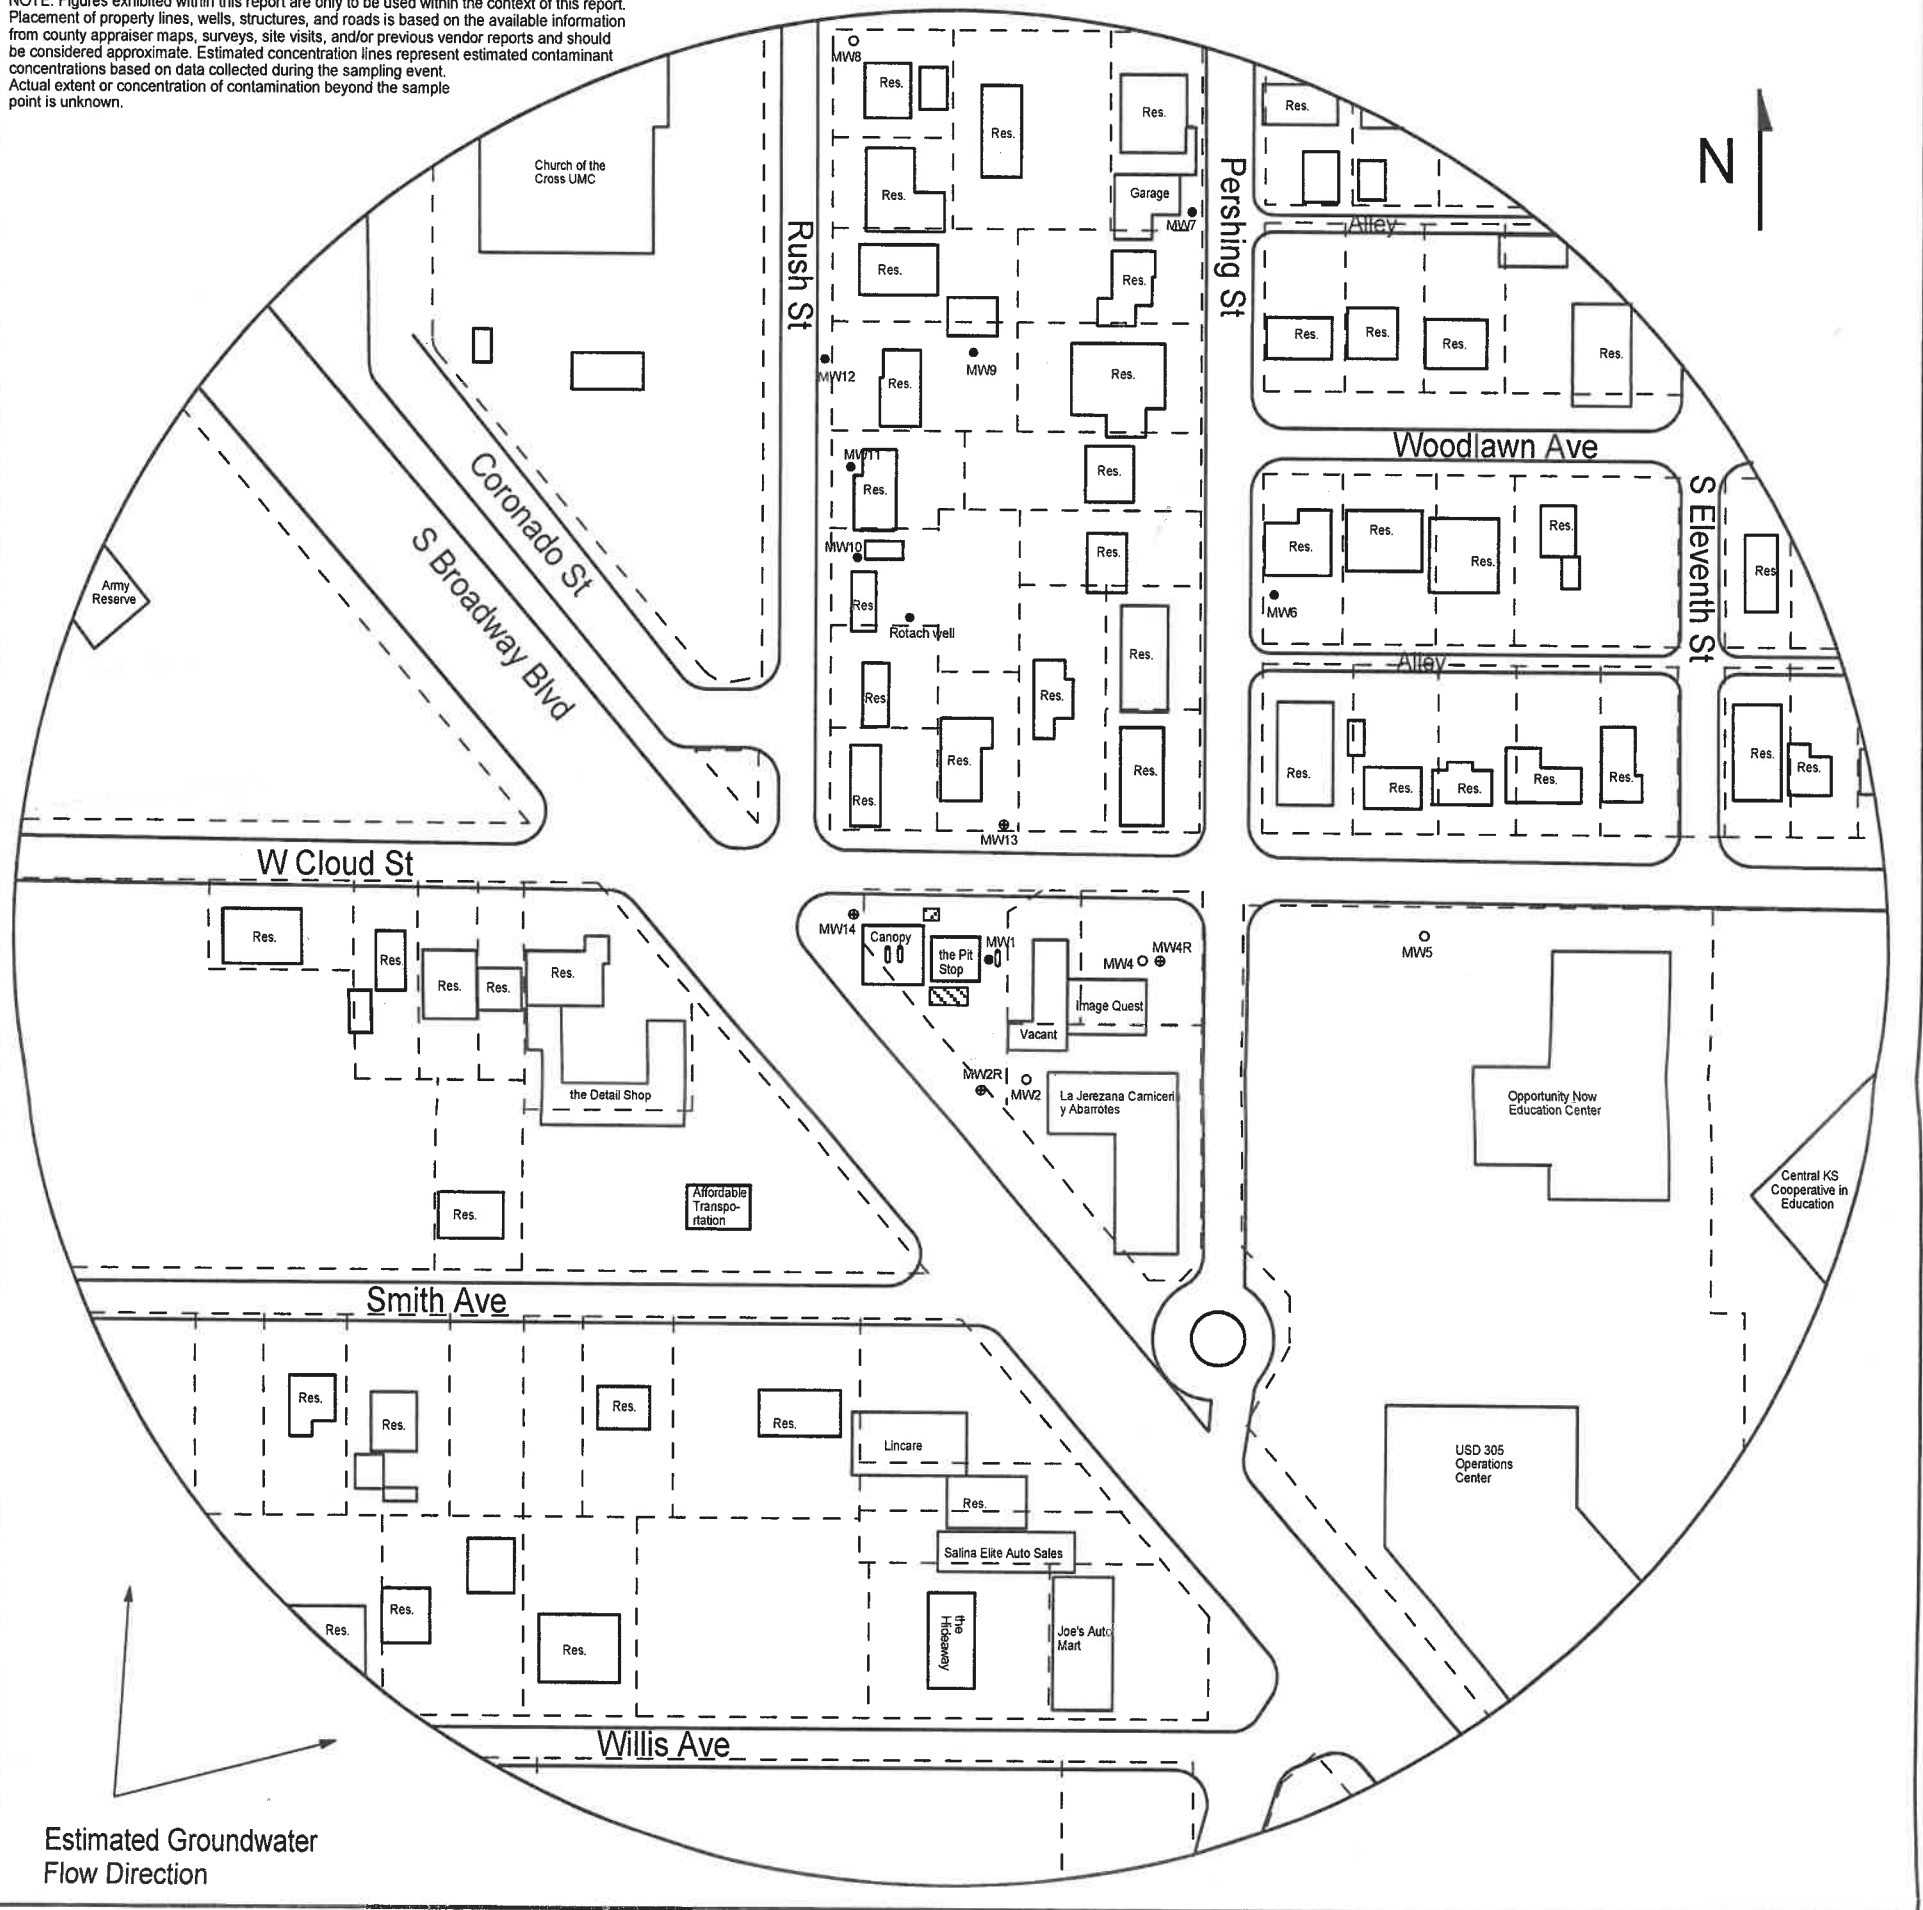 NOTE: Figures exhibited within this report are only to be used within the context of this report.
Placement of property lines, wells, structures, and roads is based on the available information
from county appraiser maps, surveys, site visits, and/or previous vendor reports and should
be considered approximate. Estimated concentration lines represent estimated contaminant
concentrations based on data collected during the sampling event.
Actual extent or concentration of contamination beyond the sample
point is unknown.
N
MW8
Res.
Res.
Res.
Res.
Church of the
Cross UMC
Res.
Garage
MW7
Pershing St
Rush St
Alley
Res.
Res.
Res.
Res.
Res.
Res.
MW12
MW9
Res.
Res.
Woodlawn Ave
MW11
Res.
Res.
Coronado St
S Broadway Blvd
S Eleventh St
MW10
Res.
Res.
Res.
Res.
Res.
Res
Army
Reserve
Res.
MW6
Rotach well
Res.
Alley
Res.
Res.
Res.
Res.
Res.
Res.
Res.
Res.
Res.
Res.
Res.
Res.
Res.
MW13
W Cloud St
MW14
Canopy
the Pit
Stop
MW1
MW4R
MW4
MW5
Res.
Res.
Res.
Res.
Res.
Image Quest
Vacant
MW2R
MW2
the Detail Shop
La Jerezana Carniceri
y Abarrotes
Opportunity Now
Education Center
Central KS
Cooperative in
Education
Affordable
Transpo-
rtation
Res.
Smith Ave
Res.
Res.
Res.
Res.
Lincare
USD 305
Operations
Center
Res.
Salina Elite Auto Sales
Res.
Res.
Res.
the
Hideaway
Joe's Auto
Mart
Willis Ave
Estimated Groundwater
Flow Direction